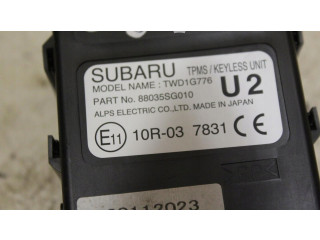 SUBARU TPMS / KEYLESS UNIT
MODEL NAME : TWD1G776
PART No. 88035SG010 U2
ALPS ELECTRIC CO.,LTD. MADE IN JAPAN
E11 10R-03 7831 CE